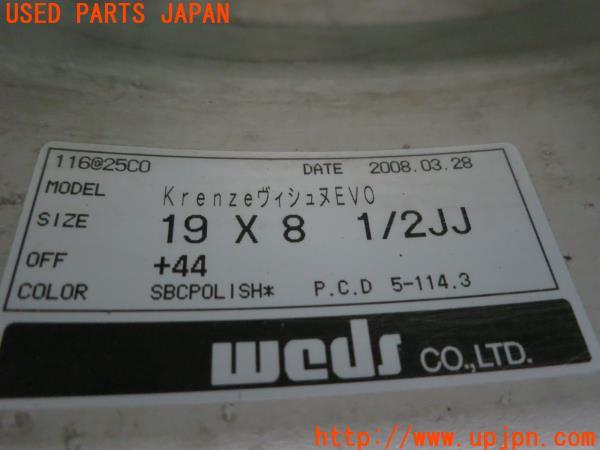 USED PARTS JAPAN
116@25C0 DATE 2008.03.28
MODEL KrenzeヴィシュヌEVO
SIZE 19 X 8 1/2JJ
OFF +44
COLOR SBCPOLISH* P.C.D 5-114.3
weds CO.,LTD.
http://www.upjpn.com/